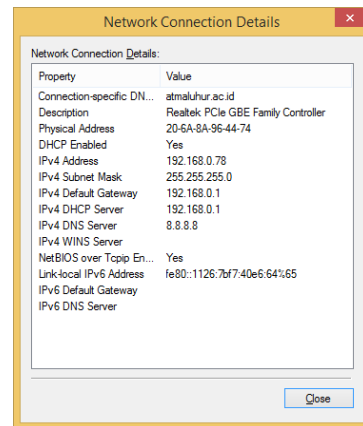 Network Connection Details
Network Connection Details:
Property Value
Connection-specific DN... atmaluhur.ac.id
Description Realtek PCIe GBE Family Controller
Physical Address 20-6A-8A-96-44-74
DHCP Enabled Yes
IPv4 Address 192.168.0.78
IPv4 Subnet Mask 255.255.255.0
IPv4 Default Gateway 192.168.0.1
IPv4 DHCP Server 192.168.0.1
IPv4 DNS Server 8.8.8.8
IPv4 WINS Server
NetBIOS over Tcpip En... Yes
Link-local IPv6 Address fe80::1126:7bf7:40e6:64%65
IPv6 Default Gateway
IPv6 DNS Server
Close